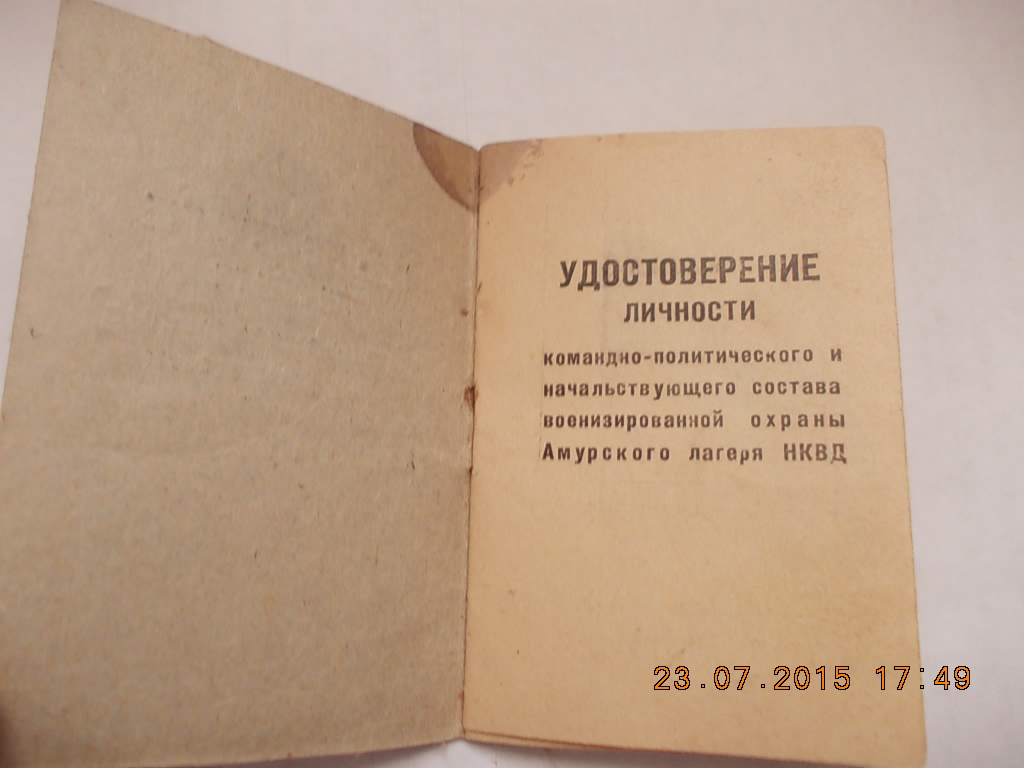 УДОСТОВЕРЕНИЕ
ЛИЧНОСТИ
командно-политического и
начальствующего состава
военизированной охраны
Амурского лагеря НКВД
23.07.2015 17:49